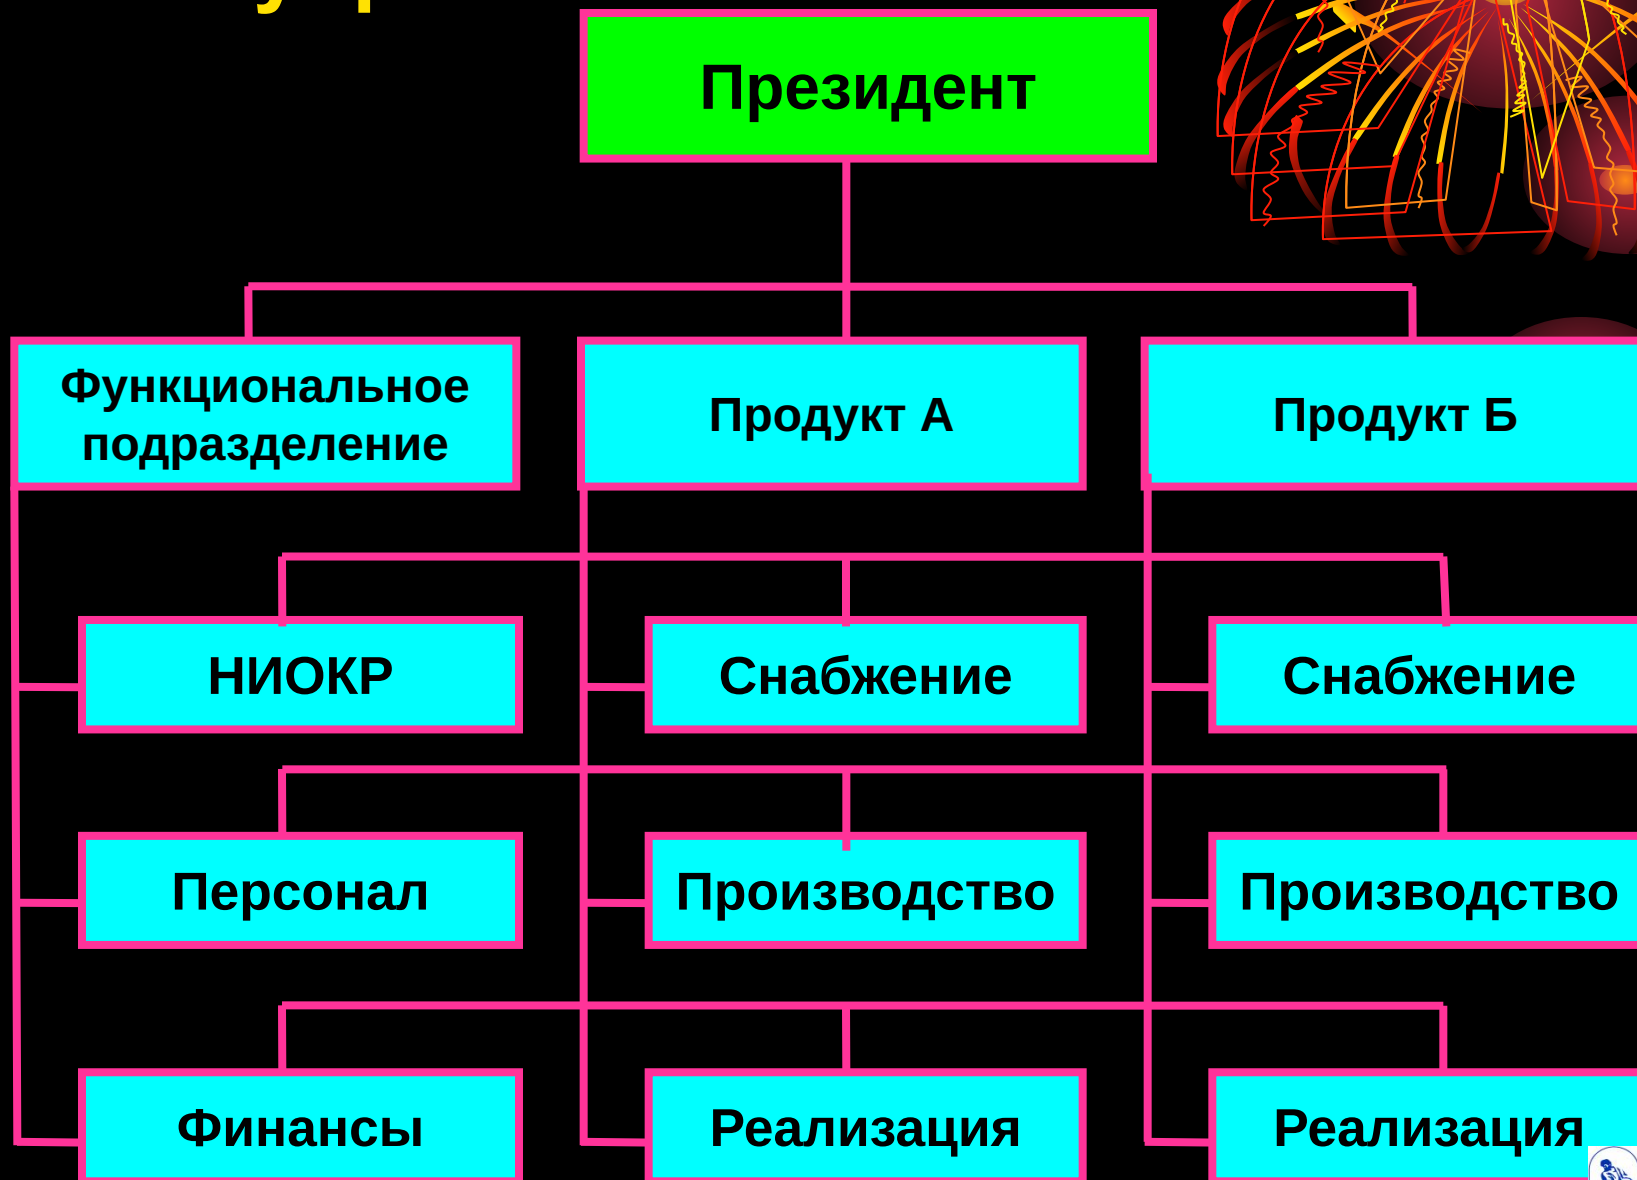 Президент
Функциональное
подразделение
Продукт А
Продукт Б
НИОКР
Снабжение
Снабжение
Персонал
Производство
Производство
Финансы
Реализация
Реализация